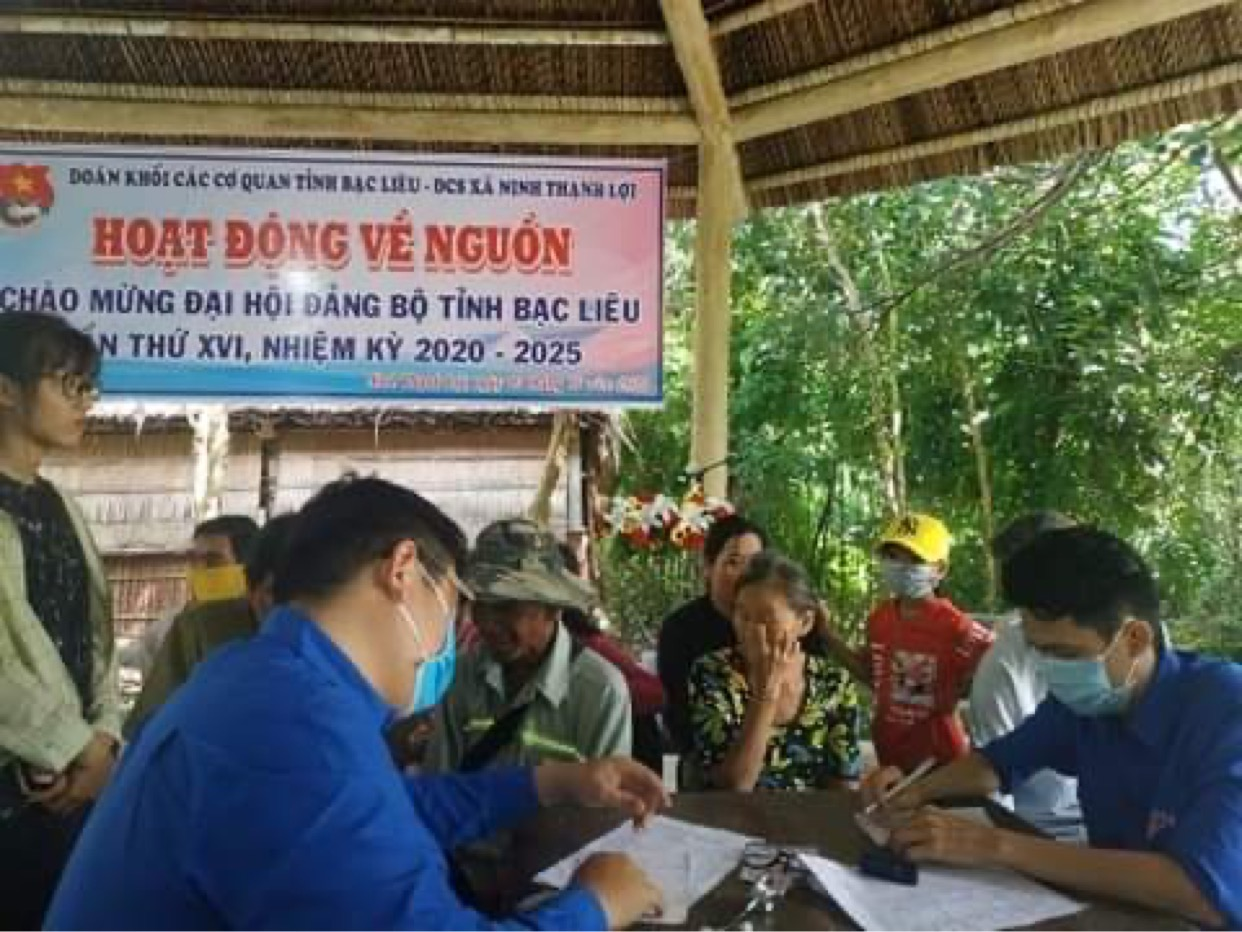 ĐOÀN KHỐI CÁC CƠ QUAN TỈNH BẠC LIÊU - ĐCS XÃ NINH THẠNH LỢI
HOẠT ĐỘNG VỀ NGUỒN
CHÀO MỪNG ĐẠI HỘI ĐẢNG BỘ TỈNH BẠC LIÊU
THỨ XVI, NHIỆM KỲ 2020 - 2025